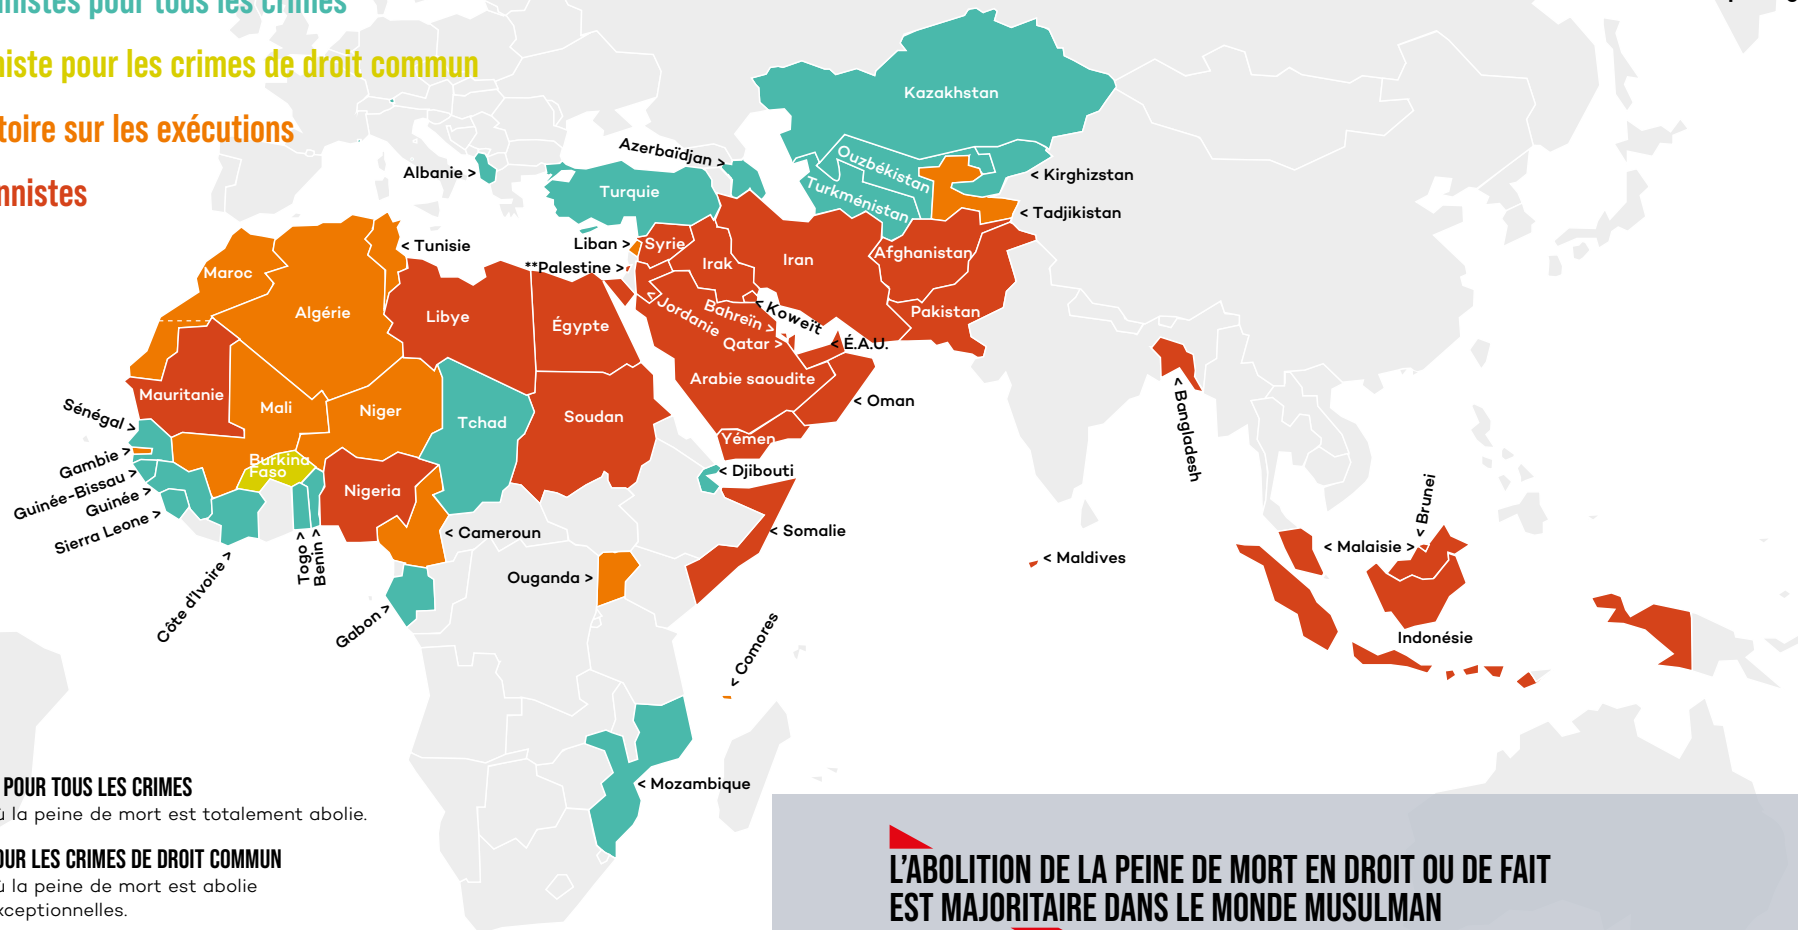 nistes pour tous les crimes
niste pour les crimes de droit commun
toire sur les exécutions
nnistes
Kazakhstan
Azerbaïdjan >
Ouzbékistan
Albanie >
Turquie
Turkménistan
< Kirghizstan
< Tadjikistan
< Tunisie
Liban >
Syrie
Afghanistan
Maroc
**Palestine >
Irak
Iran
Algérie
Libye
Égypte
< Jordanie
Bahreïn >
< Koweït
Pakistan
Qatar >
< É.A.U.
Mauritanie
Mali
Niger
Tchad
Soudan
Arabie saoudite
< Oman
< Bangladesh
Sénégal >
Gambie >
Guinée-Bissau >
Guinée >
Sierra Leone >
Burkina
Faso
Nigeria
Yémen
< Djibouti
< Cameroun
< Somalie
< Brunei
< Malaisie >
Togo >
Benin >
Côte d'Ivoire >
Ouganda >
< Maldives
Gabon >
< Comores
Indonésie
< Mozambique
POUR TOUS LES CRIMES
la peine de mort est totalement abolie.
OUR LES CRIMES DE DROIT COMMUN
la peine de mort est abolie
xceptionnelles.
L'ABOLITION DE LA PEINE DE MORT EN DROIT OU DE FAIT
EST MAJORITAIRE DANS LE MONDE MUSULMAN